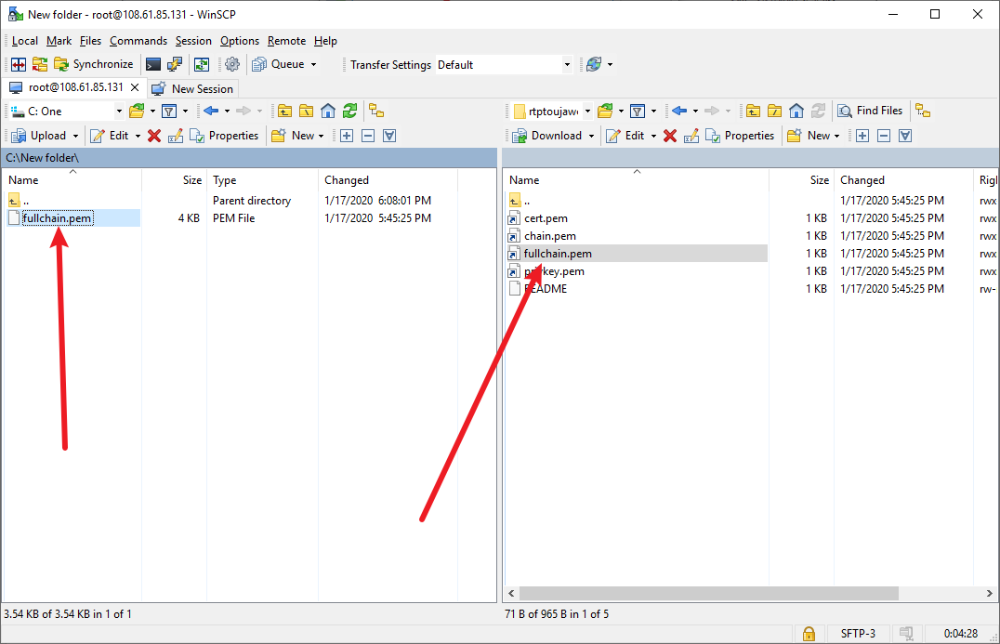 New folder - root@108.61.85.131 - WinSCP
Local Mark Files Commands Session Options Remote Help
Synchronize Queue Transfer Settings Default
root@108.61.85.131 New Session
C: One rtptoujaw Find Files
Upload Edit Properties New Download Edit Properties New
C:\New folder\
Name Size Type Changed Name Size Changed Righ
.. Parent directory 1/17/2020 6:08:01 PM .. 1/17/2020 5:45:25 PM rwx
fullchain.pem 4 KB PEM File 1/17/2020 5:45:25 PM cert.pem 1 KB 1/17/2020 5:45:25 PM rwx
chain.pem 1 KB 1/17/2020 5:45:25 PM rwx
fullchain.pem 1 KB 1/17/2020 5:45:25 PM rwx
privkey.pem 1 KB 1/17/2020 5:45:25 PM rwx
README 1 KB 1/17/2020 5:45:25 PM rw-
3.54 KB of 3.54 KB in 1 of 1 71 B of 965 B in 1 of 5
SFTP-3 0:04:28